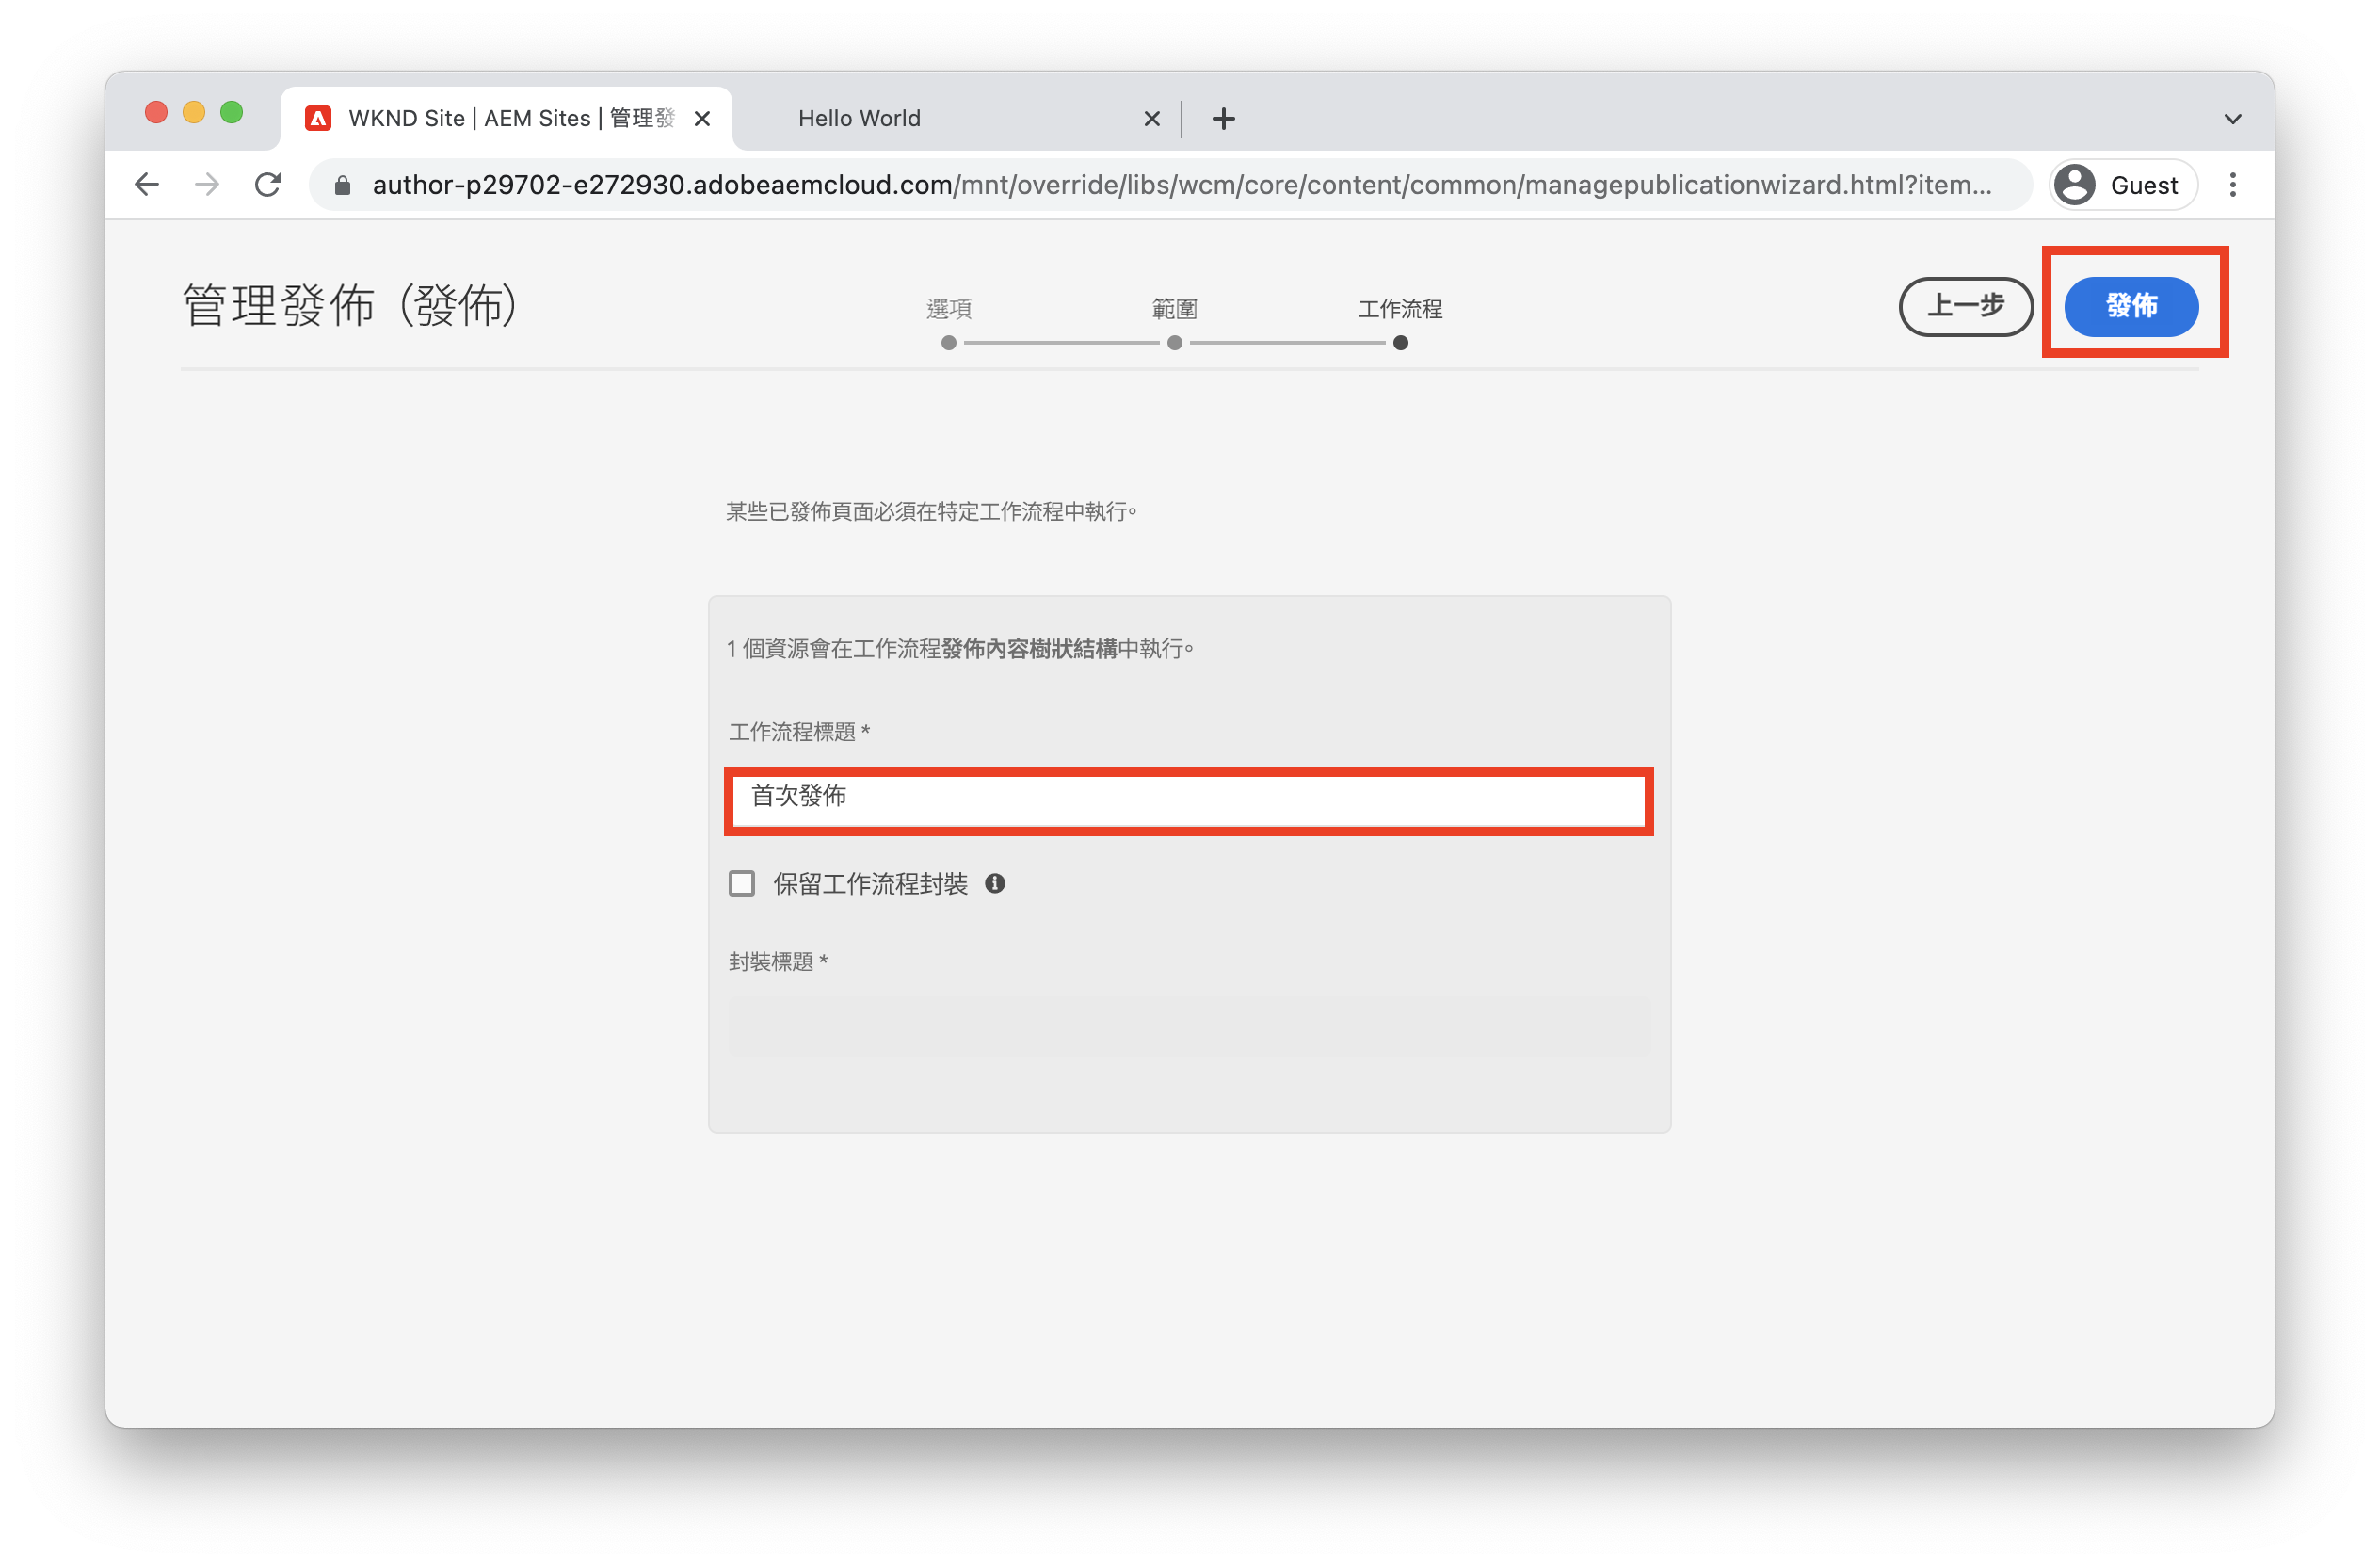 WKND Site | AEM Sites | 管理發
Hello World
author-p29702-e272930.adobeaemcloud.com/mnt/override/libs/wcm/core/content/common/managepublicationwizard.html?item...
Guest
管理發佈 (發佈)
選項
範圍
工作流程
上一步
發佈
某些已發佈頁面必須在特定工作流程中執行。
1 個資源會在工作流程發佈內容樹狀結構中執行。
工作流程標題 *
首次發佈
保留工作流程封裝
封裝標題 *